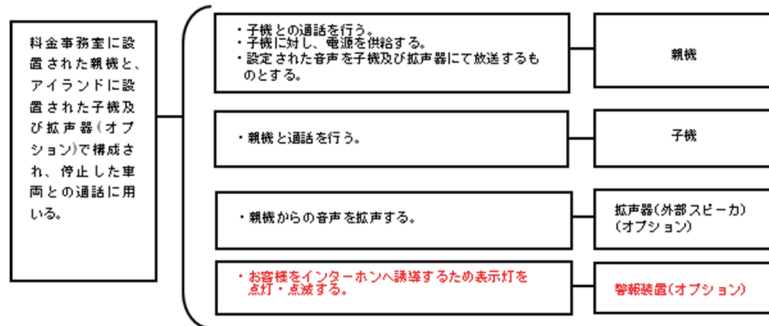 料金事務室に設
置された親機と、
アイランドに設
置された子機及
び拡声器(オプ
ション)で構成さ
れ、停止した車
両との通話に用
いる。
・子機との通話を行う。
・子機に対し、電源を供給する。
・設定された音声を子機及び拡声器にて放送するも
のとする。
親機
・親機と通話を行う。
子機
・親機からの音声を拡声する。
拡声器(外部スピーカ)
(オプション)
・お客様をインターホンへ誘導するため表示灯を
点灯・点滅する。
警報装置(オプション)